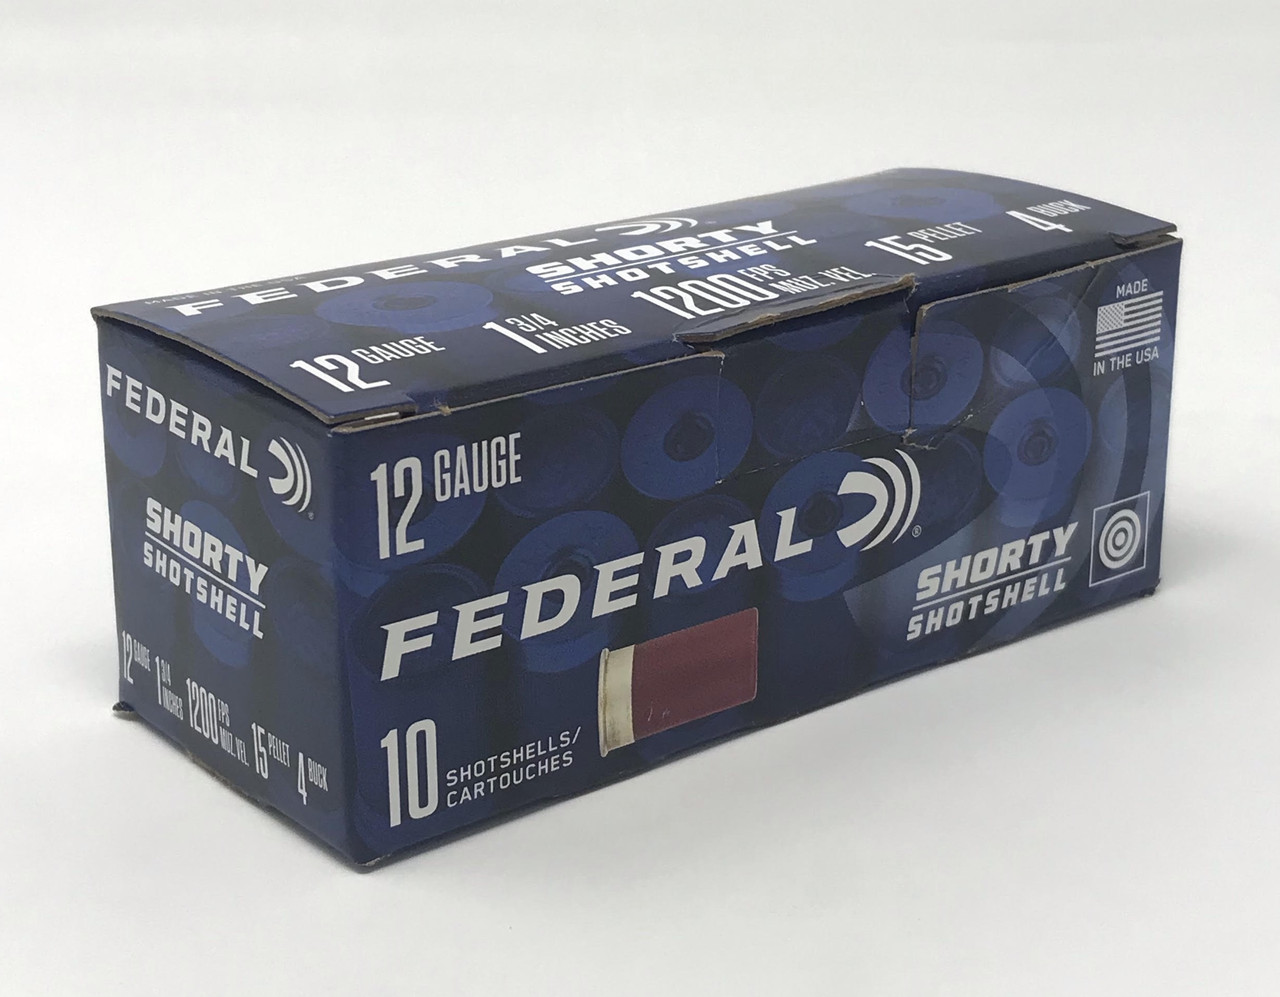 MADE IN THE USA
FEDERAL ®
SHORTY
SHOTSHELL
12 GAUGE
1 3/4 INCHES
1200 FPS MUZ. VEL.
15 PELLET
4 BUCK
FEDERAL ®
SHORTY
SHOTSHELL
12 GAUGE
1 3/4 INCHES
1200 FPS MUZ. VEL.
15 PELLET
4 BUCK
12 GAUGE
MADE
IN THE USA
FEDERAL ®
SHORTY
SHOTSHELL
10 SHOTSHELLS/
CARTOUCHES